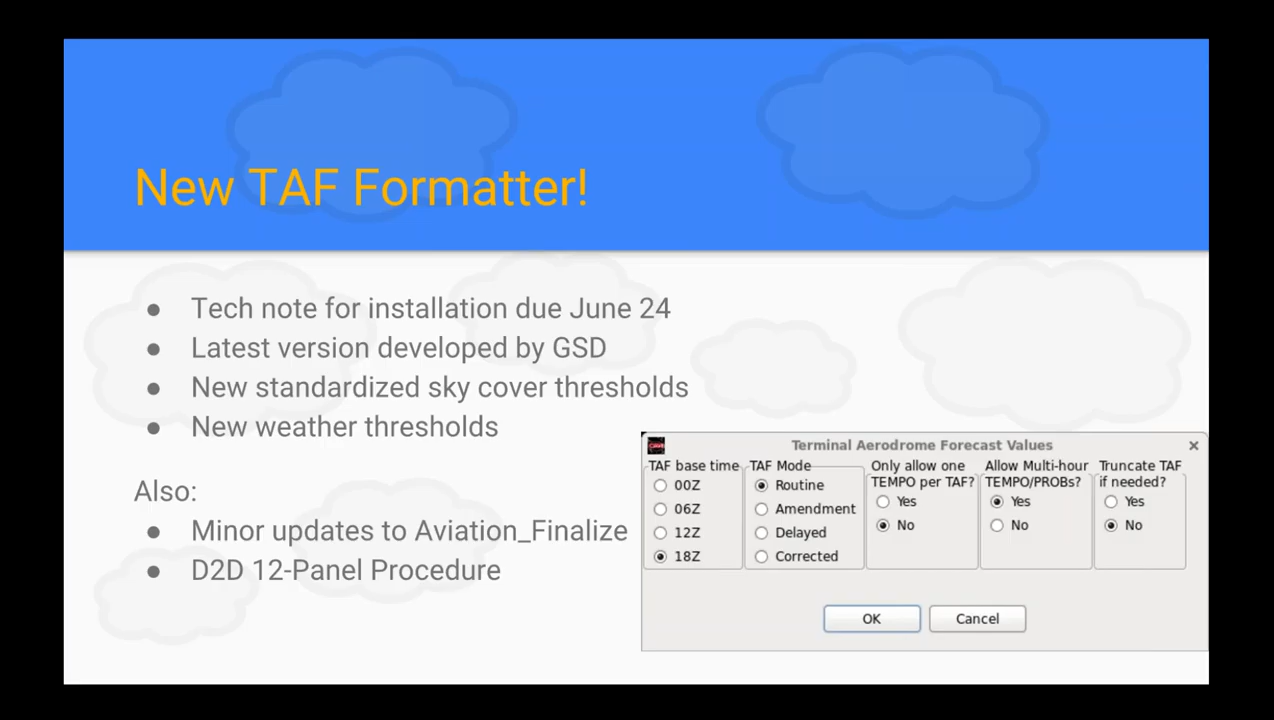 New TAF Formatter!
● Tech note for installation due June 24
● Latest version developed by GSD
● New standardized sky cover thresholds
● New weather thresholds
Also:
● Minor updates to Aviation_Finalize
● D2D 12-Panel Procedure
Terminal Aerodrome Forecast Values
TAF base time
00Z
06Z
12Z
18Z
TAF Mode
Routine
Amendment
Delayed
Corrected
Only allow one
TEMPO per TAF?
Yes
No
Allow Multi-hour
TEMPO/PROBs?
Yes
No
Truncate TAF
if needed?
Yes
No
OK
Cancel